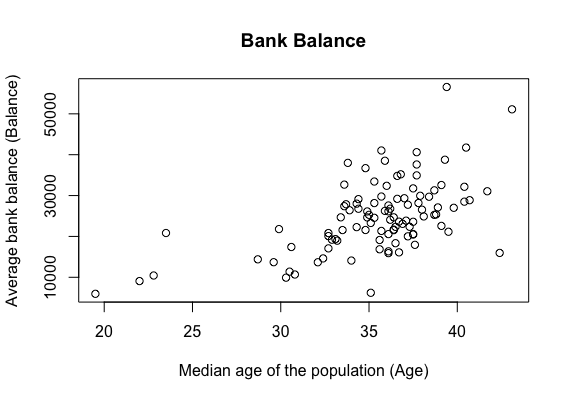 Bank Balance
Average bank balance (Balance)
50000
30000
10000
20 25 30 35 40
Median age of the population (Age)